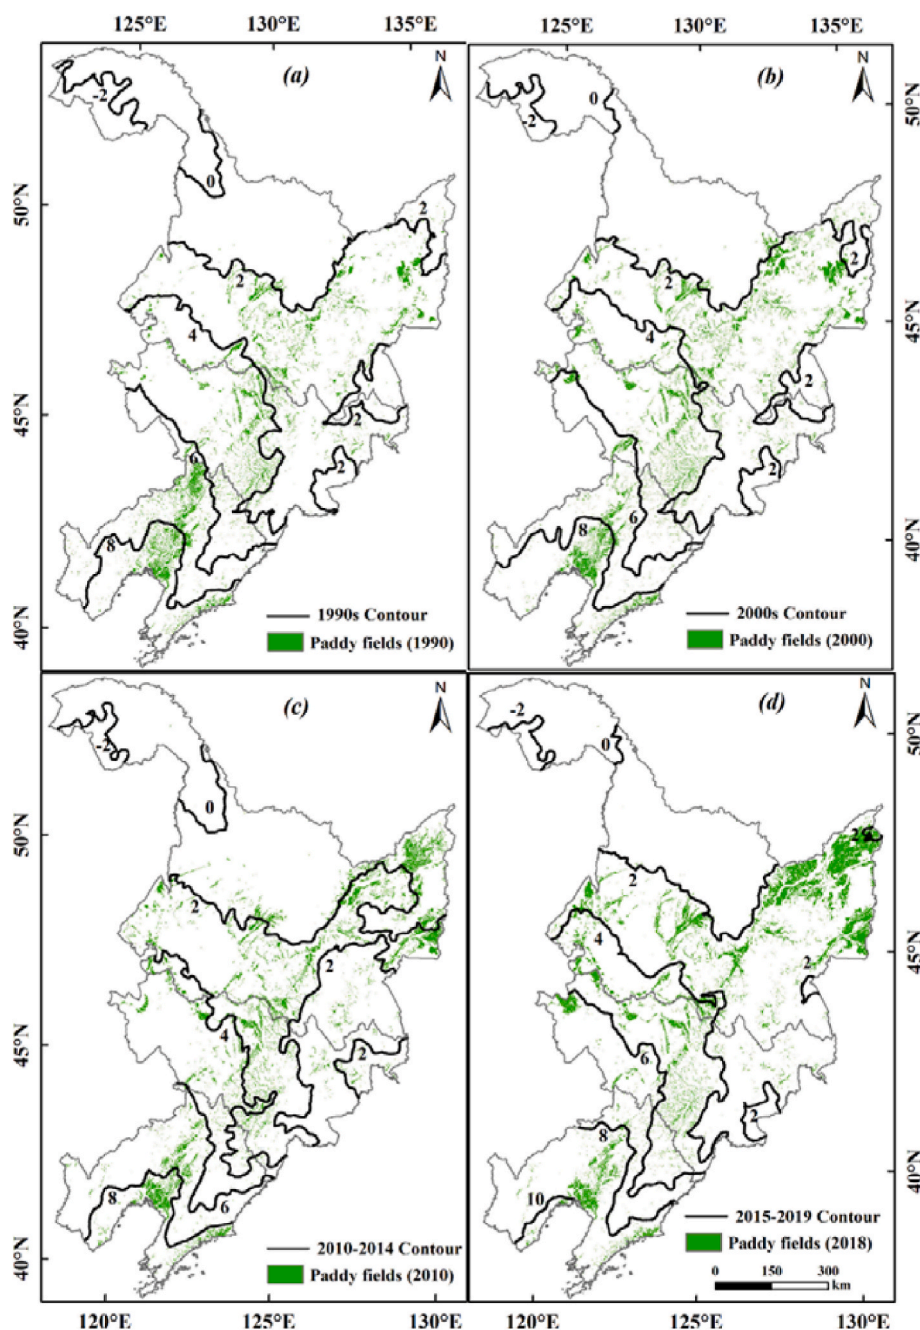 125°E 130°E 135°E 125°E 130°E 135°E
(a) N
-2
0
2
2
4
2
6
2
8
50°N
45°N
40°N
1990s Contour
Paddy fields (1990)
(b) N
0
-2
2
2
4
2
2
6
8
50°N
45°N
40°N
2000s Contour
Paddy fields (2000)
(c) N
-2
0
2
2
4
2
8
6
50°N
45°N
40°N
2010-2014 Contour
Paddy fields (2010)
(d) N
-2
0
2
2
4
2
6
2
8
10
50°N
45°N
40°N
2015-2019 Contour
Paddy fields (2018)
0 150 300
km
120°E 125°E 130°E 120°E 125°E 130°E